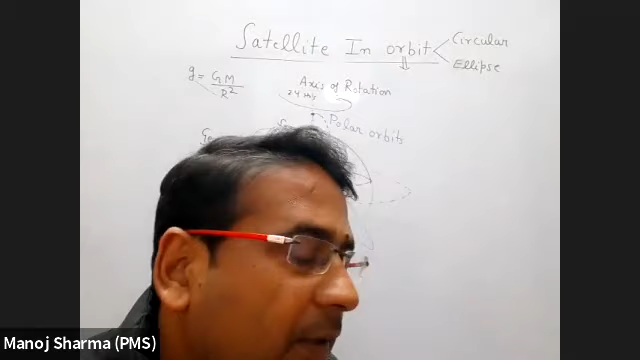 Satellite In orbit
Circular
Ellipse
g = GM
R²
Axis of Rotation
24 Hrs
Polar orbits
Manoj Sharma (PMS)